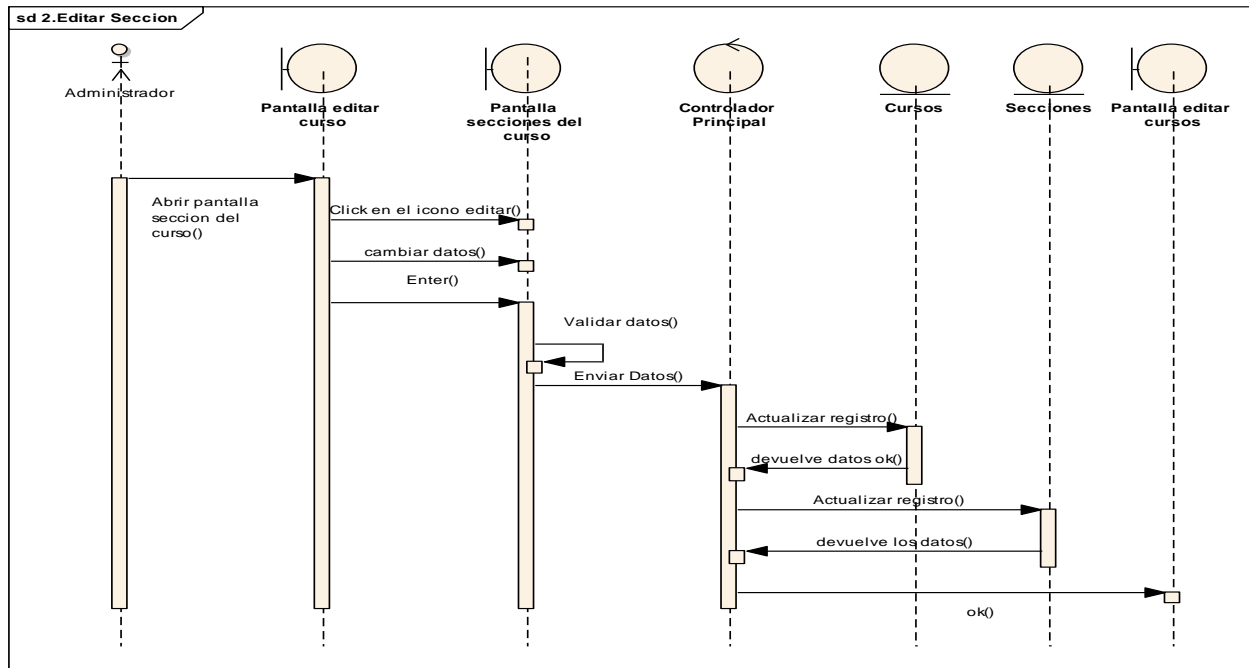 sd 2.Editar Seccion
Administrador
Pantalla editar
curso
Pantalla
secciones del
curso
Controlador
Principal
Cursos
Secciones
Pantalla editar
cursos
Abrir pantalla
seccion del
curso()
Click en el icono editar()
cambiar datos()
Enter()
Validar datos()
Enviar Datos()
Actualizar registro()
devuelve datos ok()
Actualizar registro()
devuelve los datos()
ok()